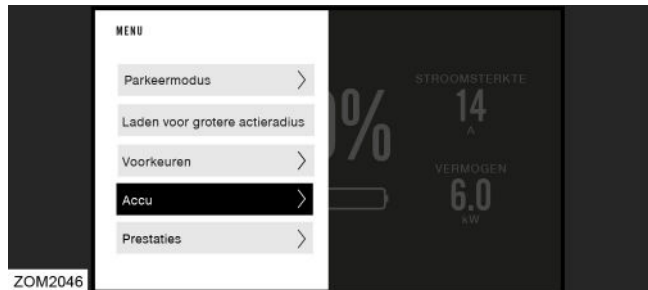 MENU
Parkeermodus
Laden voor grotere actieradius
Voorkeuren
Accu
Prestaties
%
STROOMSTERKTE
14
A
VERMOGEN
6.0
kW
ZOM2046